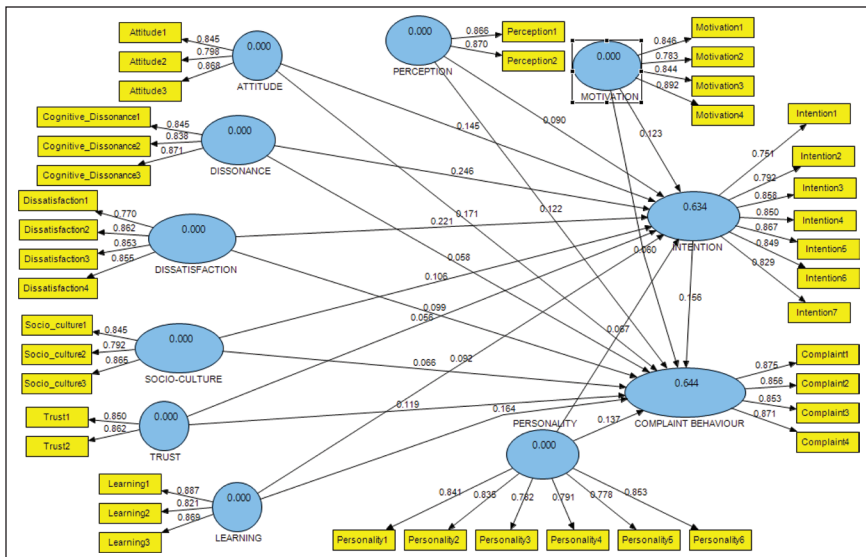 Attitude1
0.845
Attitude2
0.798
0.868
Attitude3
0.000
ATTITUDE
0.000
PERCEPTION
0.866
Perception1
0.870
Perception2
0.000
MOTIVATION
0.846
Motivation1
0.783
Motivation2
0.844
Motivation3
0.892
Motivation4
Cognitive_Dissonance1
0.845
Cognitive_Dissonance2
0.838
0.871
Cognitive_Dissonance3
0.000
DISSONANCE
0.145
0.090
0.123
0.246
Intention1
0.751
Intention2
0.792
Intention3
0.858
0.850
Intention4
0.867
Intention5
0.849
Intention6
0.829
Intention7
0.634
INTENTION
Dissatisfaction1
0.770
Dissatisfaction2
0.862
Dissatisfaction3
0.853
0.855
Dissatisfaction4
0.000
DISSATISFACTION
0.221
0.171
0.122
0.058
0.060
0.106
0.156
0.099
0.056
0.067
Socio_culture1
0.845
Socio_culture2
0.792
0.865
Socio_culture3
0.000
SOCIO-CULTURE
0.092
0.066
0.644
COMPLAINT BEHAVIOUR
0.875
Complaint1
0.856
Complaint2
0.853
Complaint3
0.871
Complaint4
Trust1
0.850
0.862
Trust2
0.000
TRUST
0.119
0.164
0.137
PERSONALITY
0.000
Learning1
0.887
Learning2
0.821
0.869
Learning3
0.000
LEARNING
0.841
0.835
0.782
0.791
0.778
0.853
Personality1
Personality2
Personality3
Personality4
Personality5
Personality6